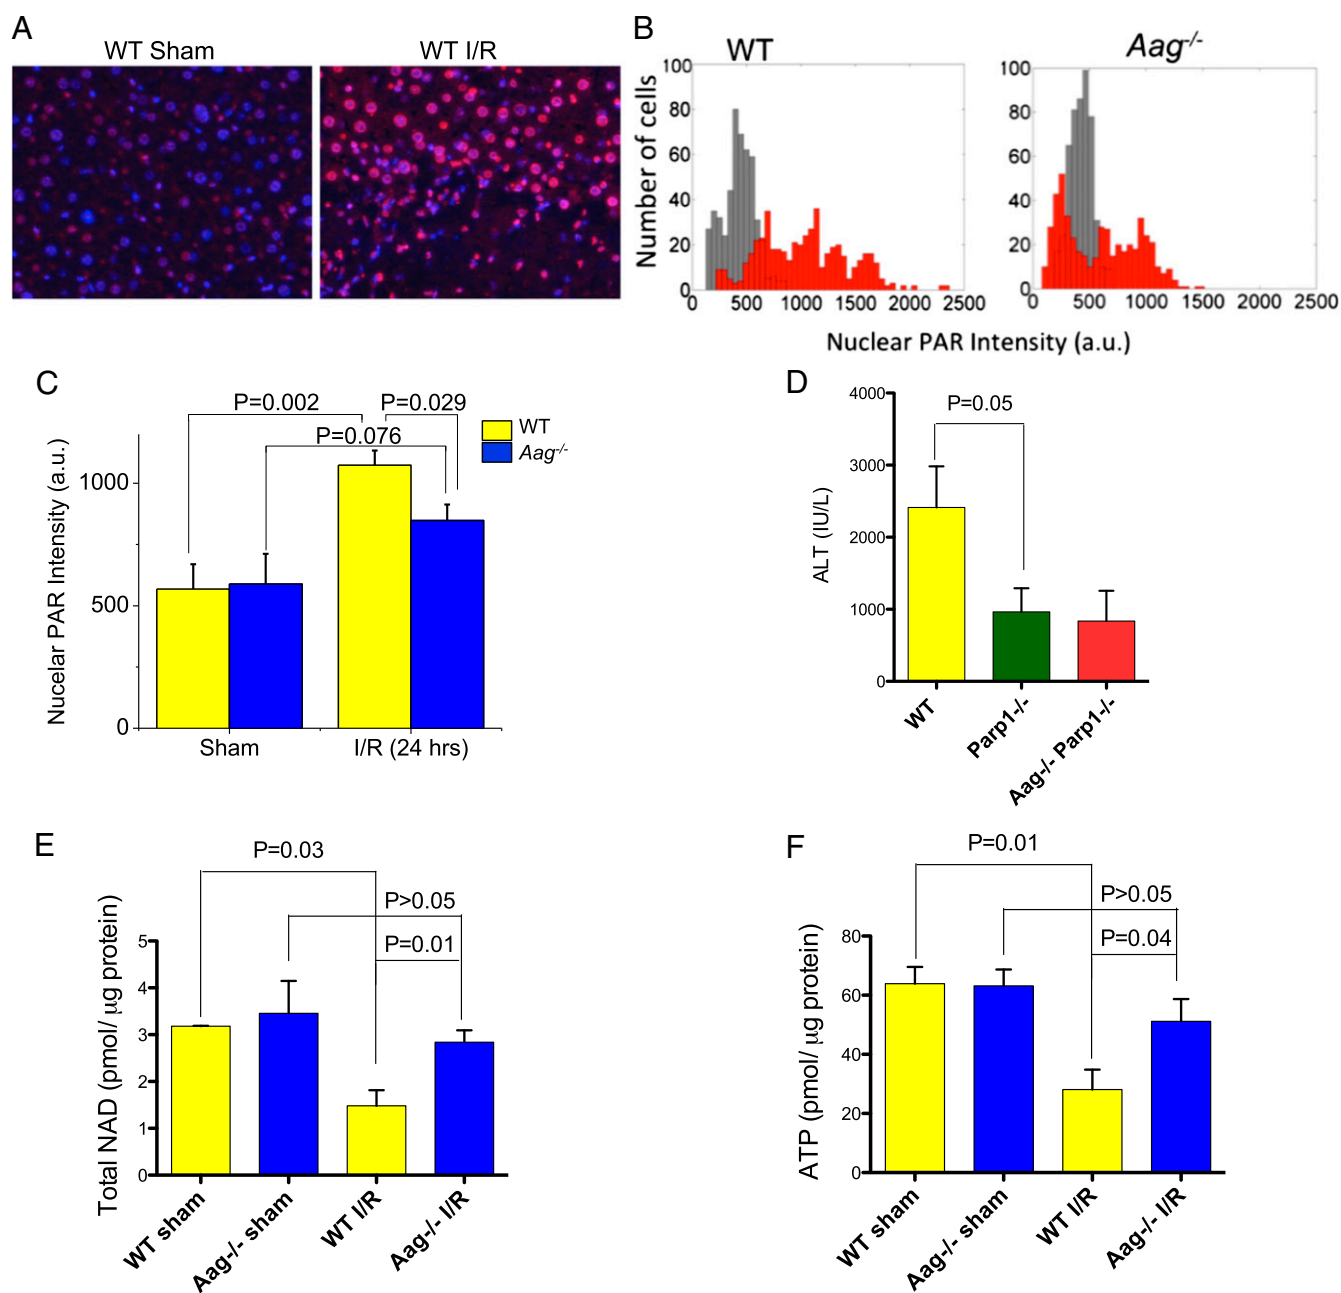 A
WT Sham
WT I/R
B
WT
Aag-/-
Number of cells
100
80
60
40
20
0
0 500 1000 1500 2000 2500
100
80
60
40
20
0
0 500 1000 1500 2000 2500
Nuclear PAR Intensity (a.u.)
C
P=0.002
P=0.029
P=0.076
WT
Aag-/-
Nucelar PAR Intensity (a.u.)
1000
500
0
Sham
I/R (24 hrs)
D
P=0.05
ALT (IU/L)
4000
3000
2000
1000
0
WT
Parp1-/-
Aag-/- Parp1-/-
E
P=0.03
P>0.05
P=0.01
Total NAD (pmol/ µg protein)
5
4
3
2
1
0
WT sham
Aag-/- sham
WT I/R
Aag-/- I/R
F
P=0.01
P>0.05
P=0.04
ATP (pmol/ µg protein)
80
60
40
20
0
WT sham
Aag-/- sham
WT I/R
Aag-/- I/R